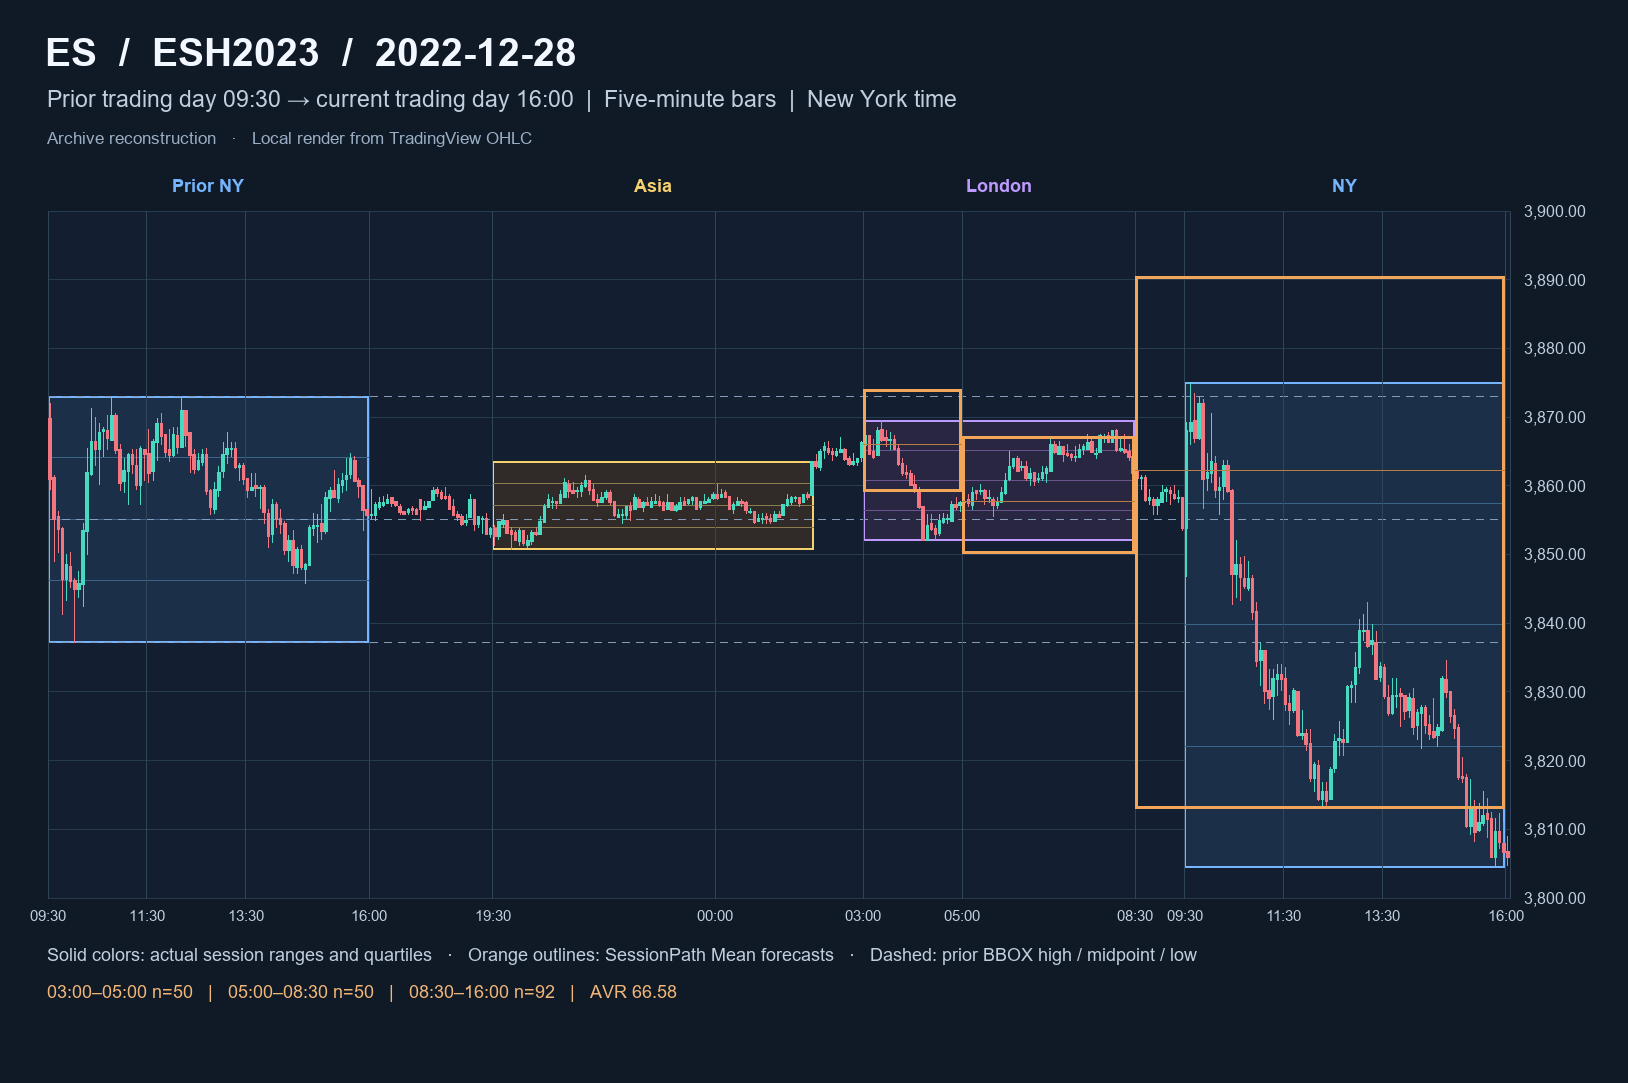 ES / ESH2023 / 2022-12-28
Prior trading day 09:30 → current trading day 16:00 | Five-minute bars | New York time
Archive reconstruction · Local render from TradingView OHLC
Prior NY Asia London NY
3,900.00
3,890.00
3,880.00
3,870.00
3,860.00
3,850.00
3,840.00
3,830.00
3,820.00
3,810.00
3,800.00
09:30 11:30 13:30 16:00 19:30 00:00 03:00 05:00 08:30 09:30 11:30 13:30 16:00
Solid colors: actual session ranges and quartiles · Orange outlines: SessionPath Mean forecasts · Dashed: prior BBOX high / midpoint / low
03:00–05:00 n=50 | 05:00–08:30 n=50 | 08:30–16:00 n=92 | AVR 66.58